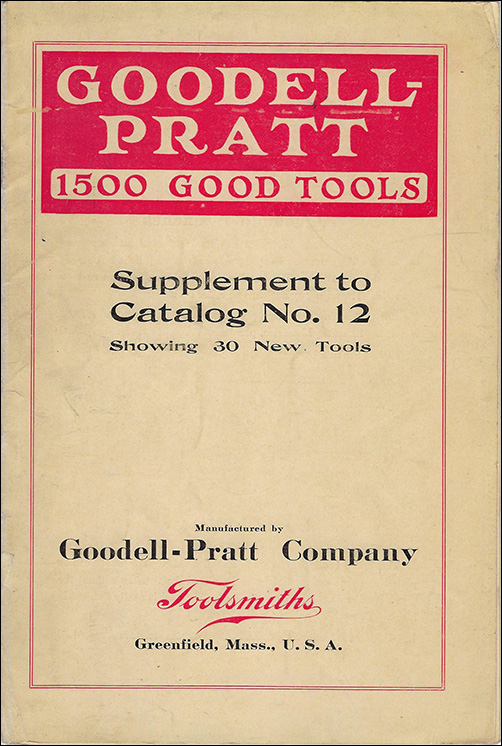 GOODELL-
PRATT
1500 GOOD TOOLS
Supplement to
Catalog No. 12
Showing 30 New Tools
Manufactured by
Goodell-Pratt Company
Toolsmiths
Greenfield, Mass., U. S. A.